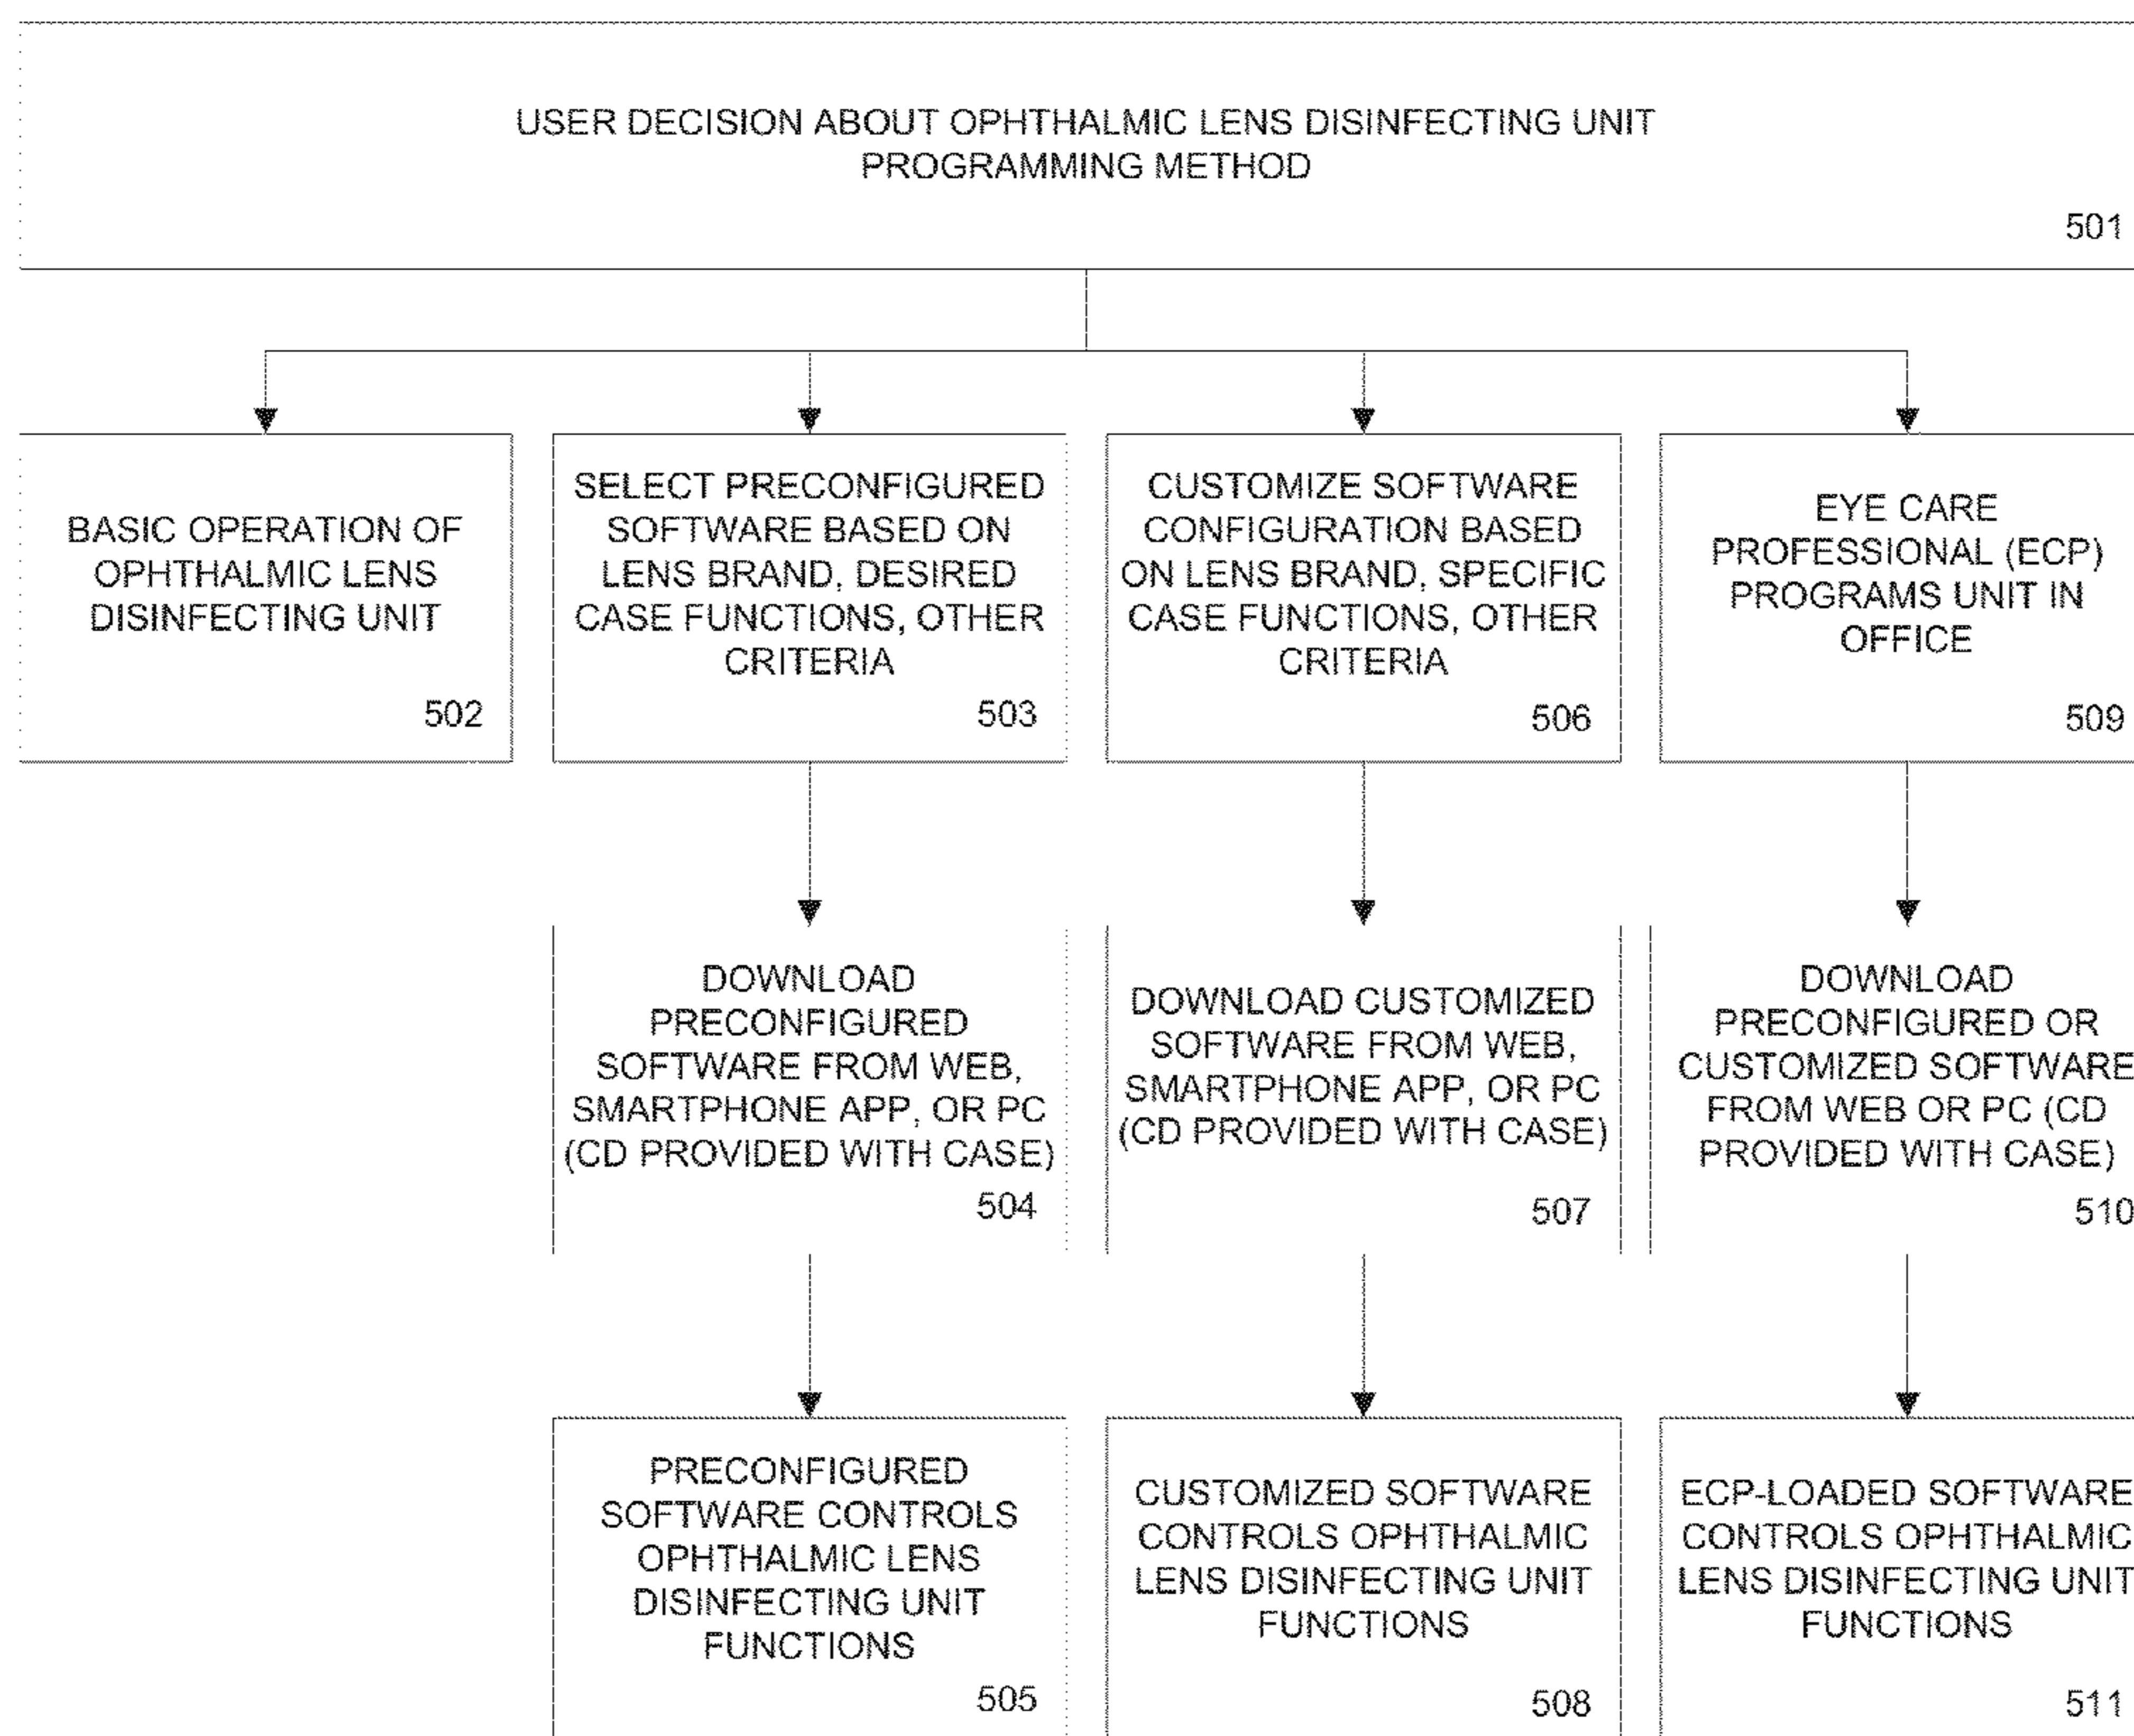 USER DECISION ABOUT OPHTHALMIC LENS DISINFECTING UNIT
PROGRAMMING METHOD
501
BASIC OPERATION OF
OPHTHALMIC LENS
DISINFECTING UNIT
502
SELECT PRECONFIGURED
SOFTWARE BASED ON
LENS BRAND, DESIRED
CASE FUNCTIONS, OTHER
CRITERIA
503
CUSTOMIZE SOFTWARE
CONFIGURATION BASED
ON LENS BRAND, SPECIFIC
CASE FUNCTIONS, OTHER
CRITERIA
506
EYE CARE
PROFESSIONAL (ECP)
PROGRAMS UNIT IN
OFFICE
509
DOWNLOAD
PRECONFIGURED
SOFTWARE FROM WEB,
SMARTPHONE APP, OR PC
(CD PROVIDED WITH CASE)
504
DOWNLOAD CUSTOMIZED
SOFTWARE FROM WEB,
SMARTPHONE APP, OR PC
(CD PROVIDED WITH CASE)
507
DOWNLOAD
PRECONFIGURED OR
CUSTOMIZED SOFTWARE
FROM WEB OR PC (CD
PROVIDED WITH CASE)
510
PRECONFIGURED
SOFTWARE CONTROLS
OPHTHALMIC LENS
DISINFECTING UNIT
FUNCTIONS
505
CUSTOMIZED SOFTWARE
CONTROLS OPHTHALMIC
LENS DISINFECTING UNIT
FUNCTIONS
508
ECP-LOADED SOFTWARE
CONTROLS OPHTHALMIC
LENS DISINFECTING UNIT
FUNCTIONS
511